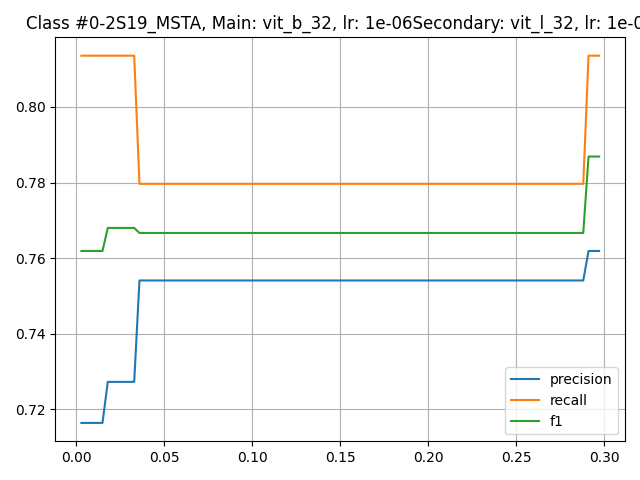 Class #0-2S19_MSTA, Main: vit_b_32, lr: 1e-06Secondary: vit_l_32, lr: 1e-0
0.80
0.78
0.76
0.74
0.72
precision
recall
f1
0.00 0.05 0.10 0.15 0.20 0.25 0.30